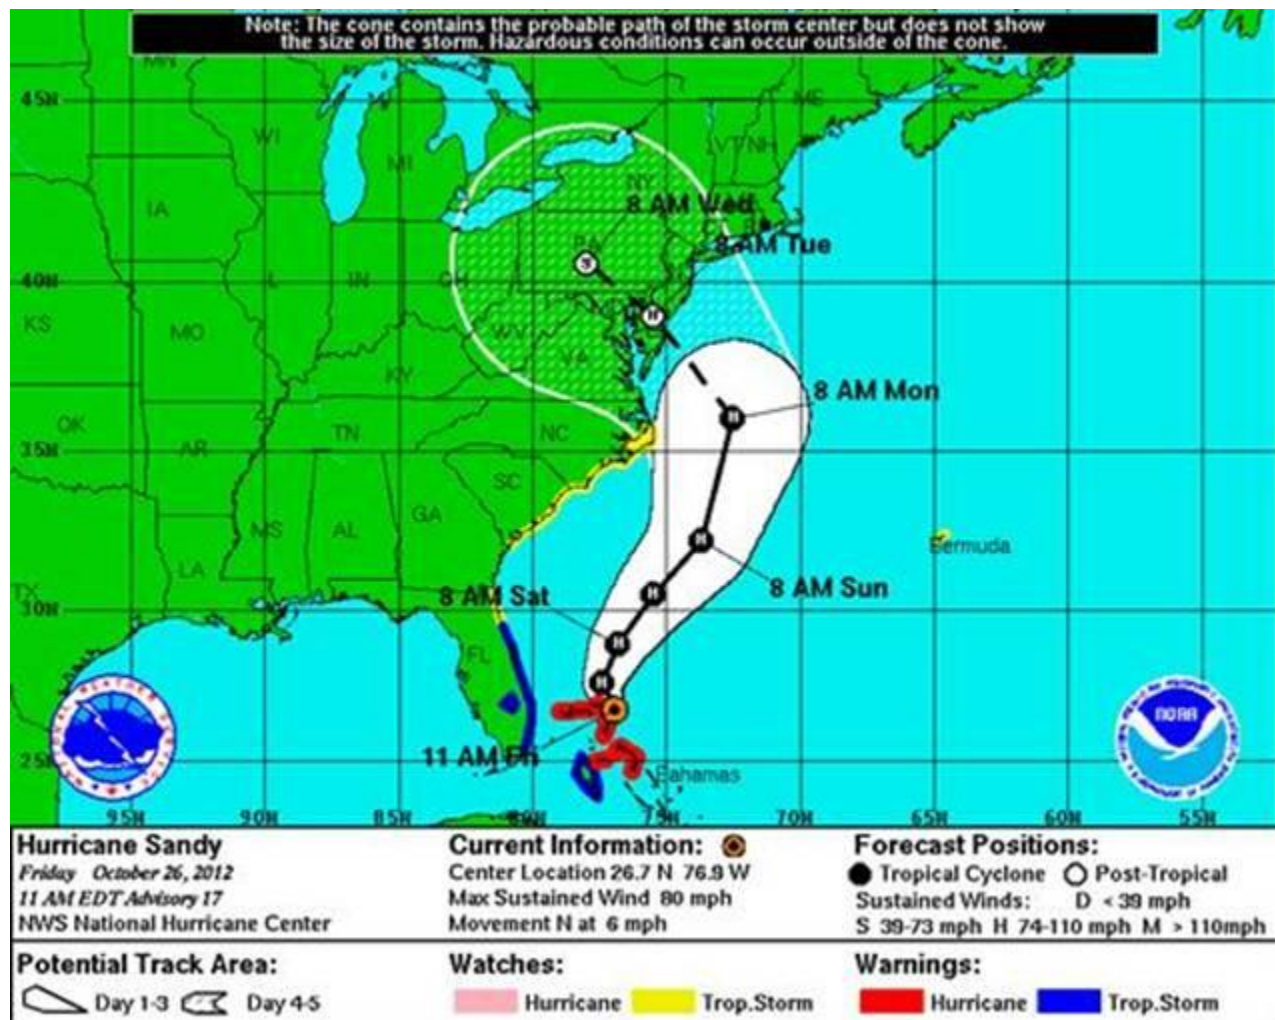 Note: The cone contains the probable path of the storm center but does not show
the size of the storm. Hazardous conditions can occur outside of the cone.
MN
45N
ME
WI
VT NH
MI
NY
8 AM Wed
IA
8 AM Tue
PA
S
40N
IL
IN
OH
H
KS
MO
WV
VA
KY
8 AM Mon
H
OK
TN
NC
AR
35N
SC
GA
MS
AL
H
Bermuda
LA
TX
8 AM Sun
8 AM Sat
H
30N
H
FL
H
NOAA
11 AM Fri
25N
Bahamas
95W
90W
85W
80W
75W
70W
65W
60W
55W
Hurricane Sandy
Friday October 26, 2012
11 AM EDT Advisory 17
NWS National Hurricane Center
Current Information:
Center Location 26.7 N 76.9 W
Max Sustained Wind 80 mph
Movement N at 6 mph
Forecast Positions:
Tropical Cyclone Post-Tropical
Sustained Winds: D < 39 mph
S 39-73 mph H 74-110 mph M > 110mph
Potential Track Area:
Day 1-3 Day 4-5
Watches:
Hurricane Trop.Storm
Warnings:
Hurricane Trop.Storm